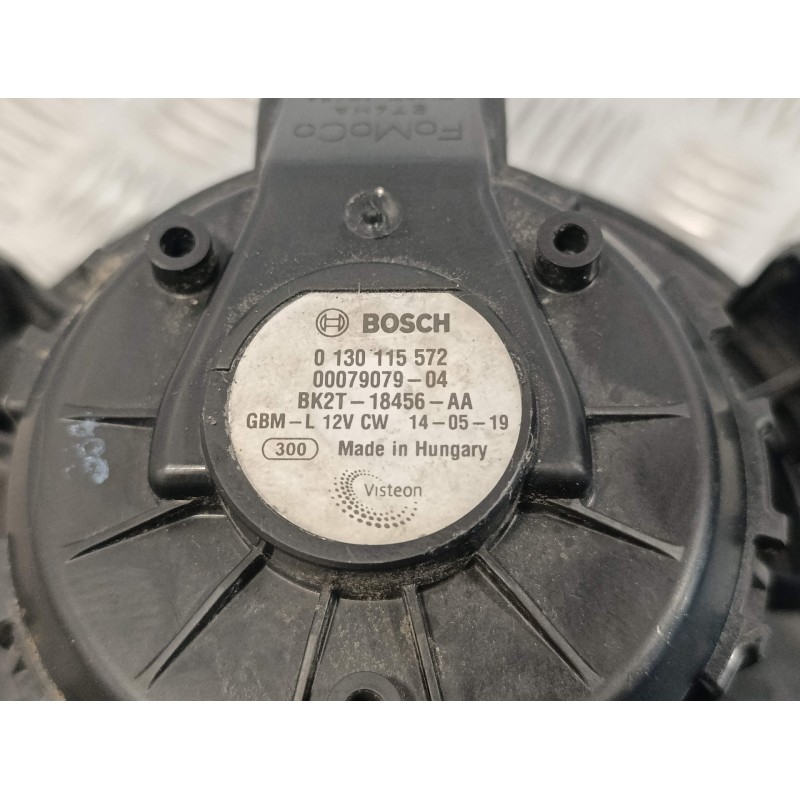 FoMoCo
BOSCH
0 130 115 572
00079079-04
BK2T-18456-AA
GBM-L 12V CW 14-05-19
300 Made in Hungary
Visteon